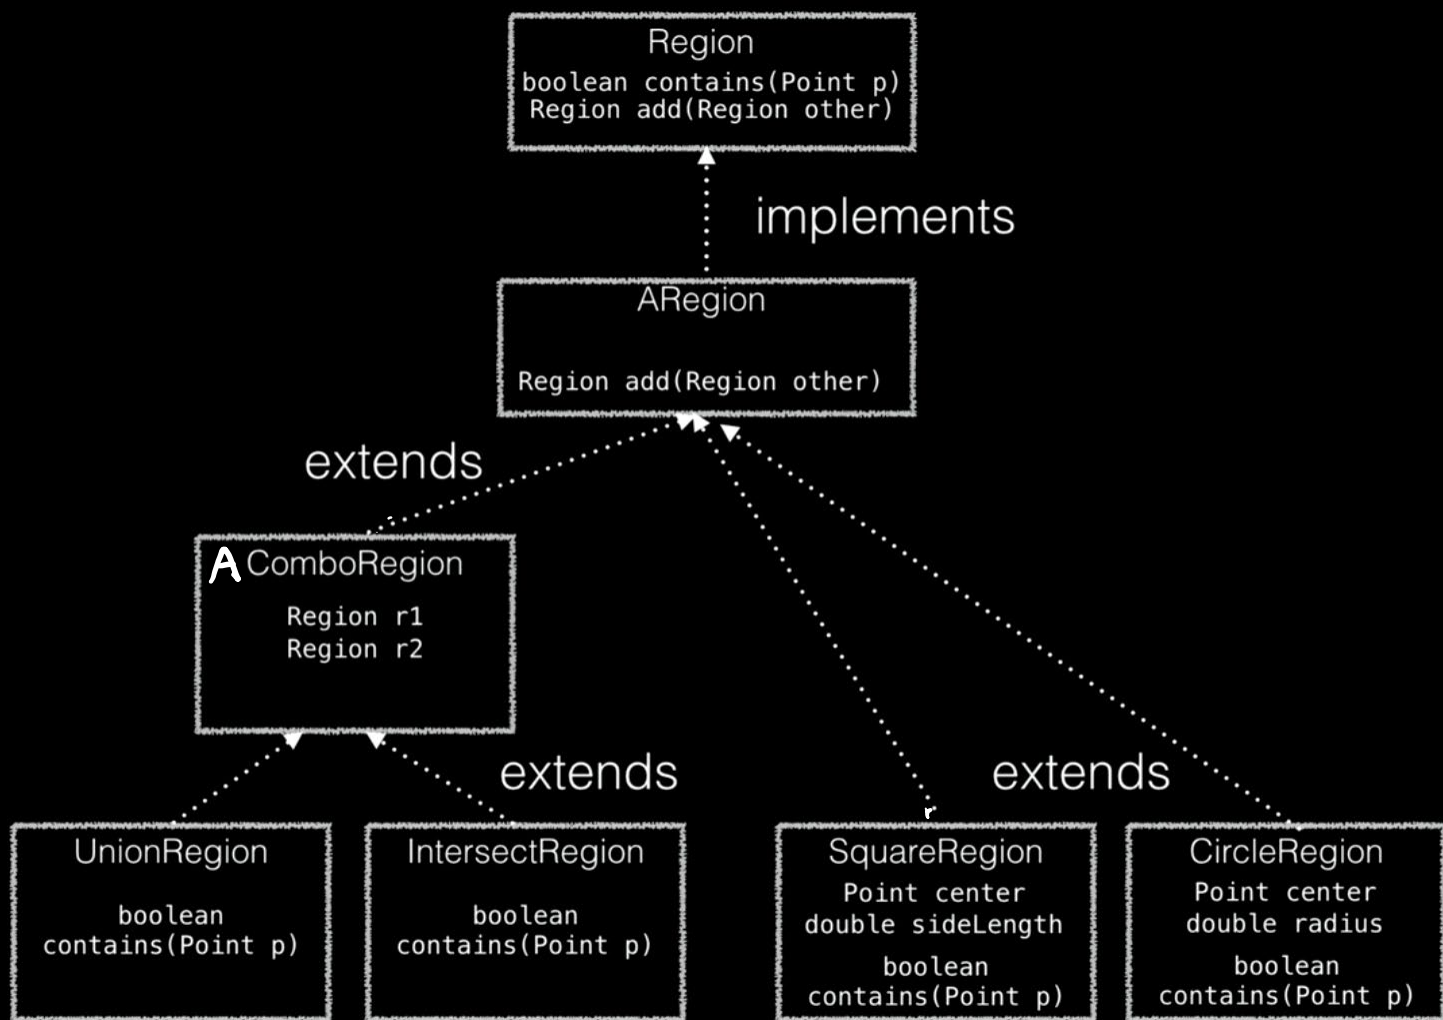 Region
boolean contains(Point p)
Region add(Region other)
implements
ARegion
Region add(Region other)
extends
A ComboRegion
Region r1
Region r2
extends
extends
UnionRegion
boolean
contains(Point p)
IntersectRegion
boolean
contains(Point p)
r
SquareRegion
Point center
double sideLength
boolean
contains(Point p)
CircleRegion
Point center
double radius
boolean
contains(Point p)